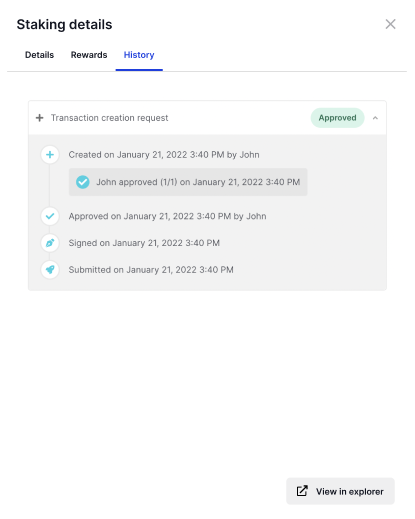 Staking details
Details Rewards History
Transaction creation request Approved
Created on January 21, 2022 3:40 PM by John
John approved (1/1) on January 21, 2022 3:40 PM
Approved on January 21, 2022 3:40 PM by John
Signed on January 21, 2022 3:40 PM
Submitted on January 21, 2022 3:40 PM
View in explorer